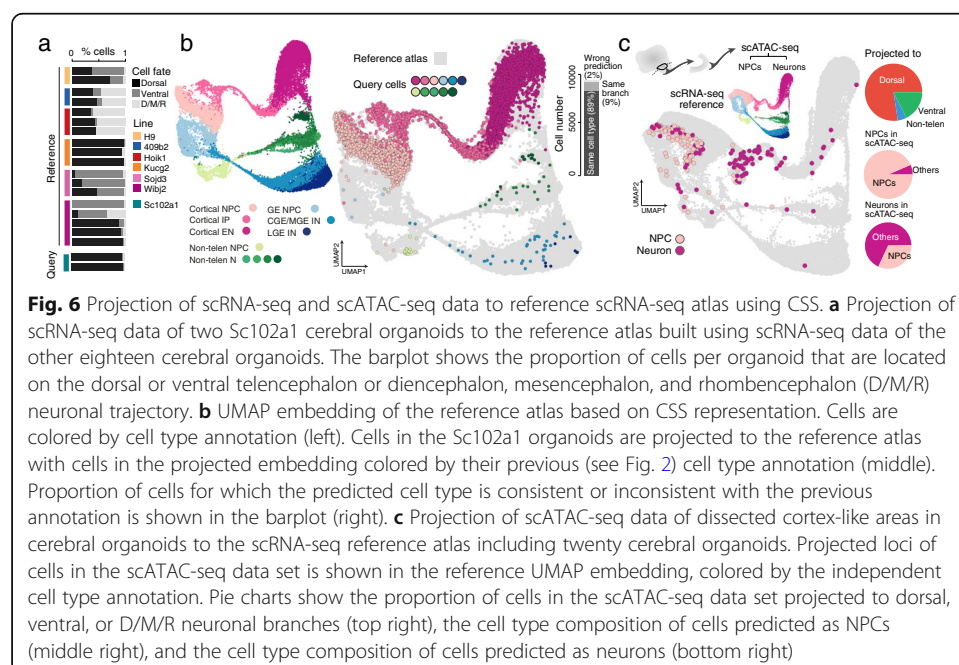 a
% cells
0 1
Cell fate
Dorsal
Ventral
D/M/R
Line
H9
409b2
Hoik1
Kucg2
Sojd3
Wibj2
Sc102a1
Reference
Query
b
Reference atlas
Query cells
Cortical NPC
Cortical IP
Cortical EN
GE NPC
CGE/MGE IN
LGE IN
Non-telen NPC
Non-telen N
UMAP2
UMAP1
Wrong
prediction
(2%)
Same
branch
(9%)
Cell number
0 5000 10000
Same cell type (89%)
c
scATAC-seq
NPCs Neurons
scRNA-seq
reference
UMAP2
UMAP1
NPC
Neuron
Projected to
Dorsal
Ventral
Non-telen
NPCs in
scATAC-seq
Others
NPCs
Neurons in
scATAC-seq
Others
NPCs
Fig. 6 Projection of scRNA-seq and scATAC-seq data to reference scRNA-seq atlas using CSS. a Projection of
scRNA-seq data of two Sc102a1 cerebral organoids to the reference atlas built using scRNA-seq data of the
other eighteen cerebral organoids. The barplot shows the proportion of cells per organoid that are located
on the dorsal or ventral telencephalon or diencephalon, mesencephalon, and rhombencephalon (D/M/R)
neuronal trajectory. b UMAP embedding of the reference atlas based on CSS representation. Cells are
colored by cell type annotation (left). Cells in the Sc102a1 organoids are projected to the reference atlas
with cells in the projected embedding colored by their previous (see Fig. 2) cell type annotation (middle).
Proportion of cells for which the predicted cell type is consistent or inconsistent with the previous
annotation is shown in the barplot (right). c Projection of scATAC-seq data of dissected cortex-like areas in
cerebral organoids to the scRNA-seq reference atlas including twenty cerebral organoids. Projected loci of
cells in the scATAC-seq data set is shown in the reference UMAP embedding, colored by the independent
cell type annotation. Pie charts show the proportion of cells in the scATAC-seq data set projected to dorsal,
ventral, or D/M/R neuronal branches (top right), the cell type composition of cells predicted as NPCs
(middle right), and the cell type composition of cells predicted as neurons (bottom right)